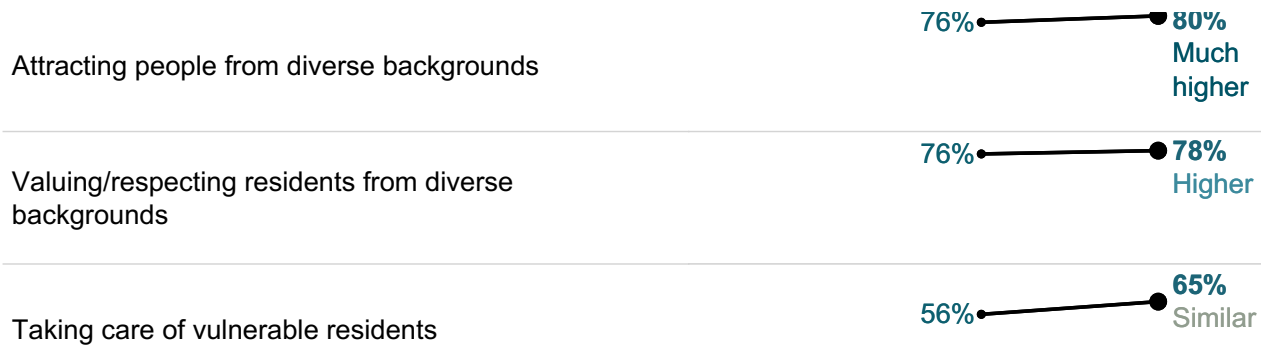 76% 80%
Attracting people from diverse backgrounds
Much
higher
76% 78%
Higher
Valuing/respecting residents from diverse
backgrounds
56% 65%
Similar
Taking care of vulnerable residents